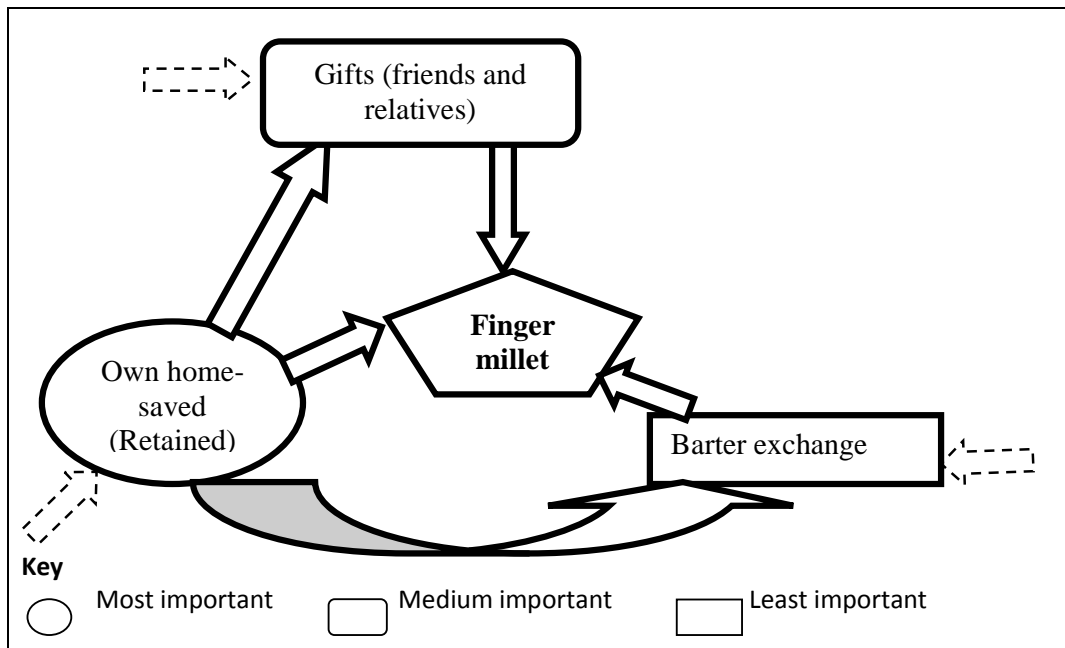 Gifts (friends and
relatives)
Finger
millet
Own home-
saved
(Retained)
Barter exchange
Key
Most important
Medium important
Least important